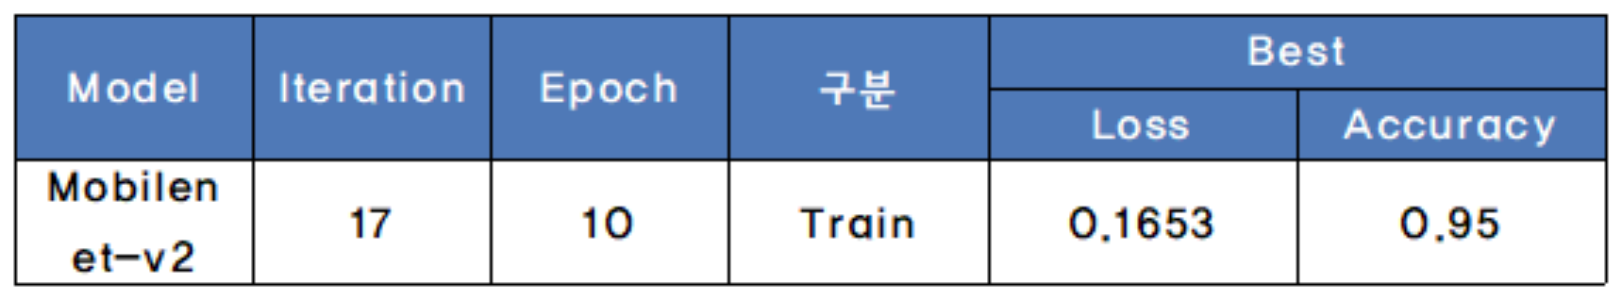 Model Iteration Epoch 구분 Best
Loss Accuracy
Mobilen
et-v2 17 10 Train 0.1653 0.95